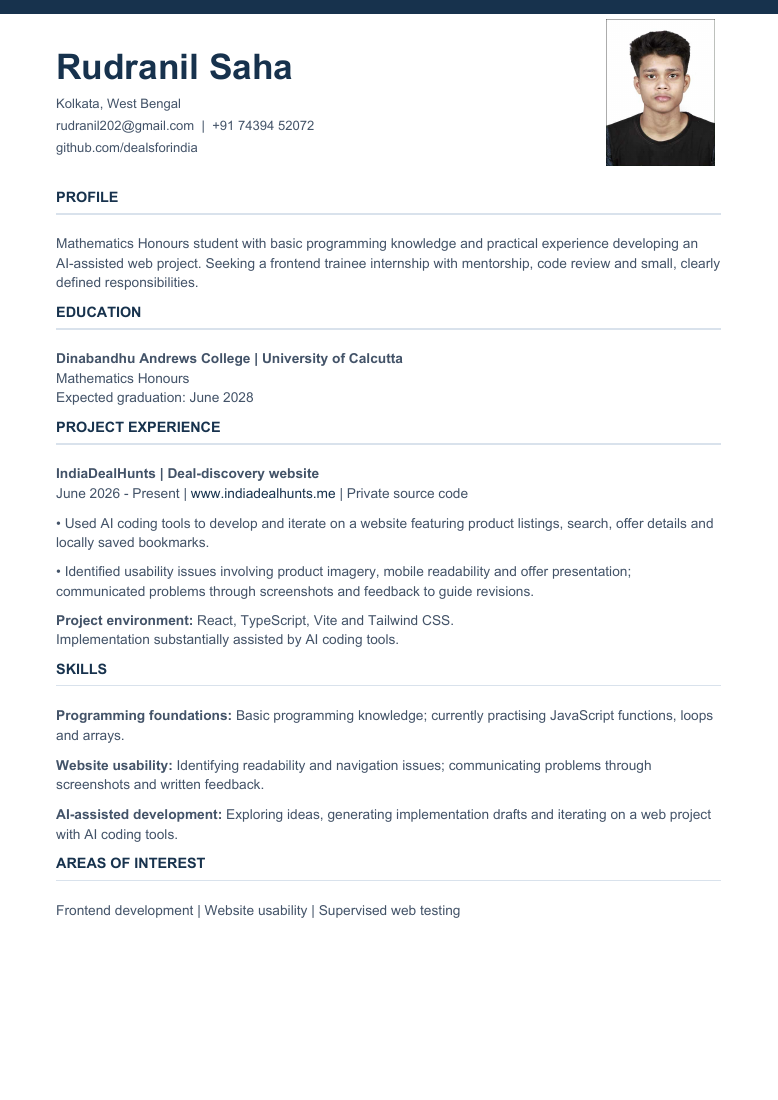 Rudranil Saha
Kolkata, West Bengal
rudranil202@gmail.com | +91 74394 52072
github.com/dealsforindia
PROFILE
Mathematics Honours student with basic programming knowledge and practical experience developing an
AI-assisted web project. Seeking a frontend trainee internship with mentorship, code review and small, clearly
defined responsibilities.
EDUCATION
Dinabandhu Andrews College | University of Calcutta
Mathematics Honours
Expected graduation: June 2028
PROJECT EXPERIENCE
IndiaDealHunts | Deal-discovery website
June 2026 - Present | www.indiadealhunts.me | Private source code
• Used AI coding tools to develop and iterate on a website featuring product listings, search, offer details and
locally saved bookmarks.
• Identified usability issues involving product imagery, mobile readability and offer presentation;
communicated problems through screenshots and feedback to guide revisions.
Project environment: React, TypeScript, Vite and Tailwind CSS.
Implementation substantially assisted by AI coding tools.
SKILLS
Programming foundations: Basic programming knowledge; currently practising JavaScript functions, loops
and arrays.
Website usability: Identifying readability and navigation issues; communicating problems through
screenshots and written feedback.
AI-assisted development: Exploring ideas, generating implementation drafts and iterating on a web project
with AI coding tools.
AREAS OF INTEREST
Frontend development | Website usability | Supervised web testing